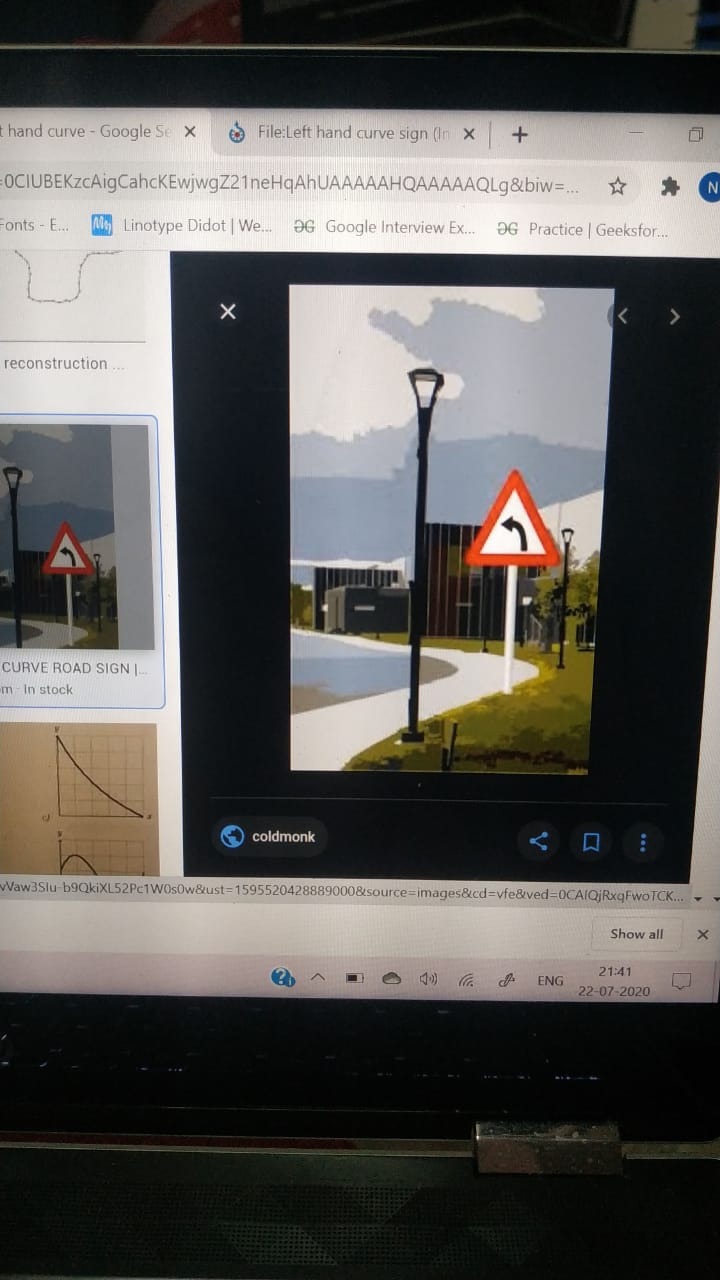 t hand curve - Google Se
File:Left hand curve sign (In
=0CIUBEKzcAigCahcKEwjwgZ21neHqAhUAAAAAHQAAAAAQLg&biw=...
N
Fonts - E...
My
Linotype Didot | We...
Google Interview Ex...
Practice | Geeksfor...
reconstruction ...
CURVE ROAD SIGN |...
m · In stock
y
c)
x
y
coldmonk
vVaw3Slu-b9QkiXL52Pc1W0s0w&ust=1595520428889000&source=images&cd=vfe&ved=0CAIQjRxqFwoTCK...
Show all
ENG
21:41
22-07-2020